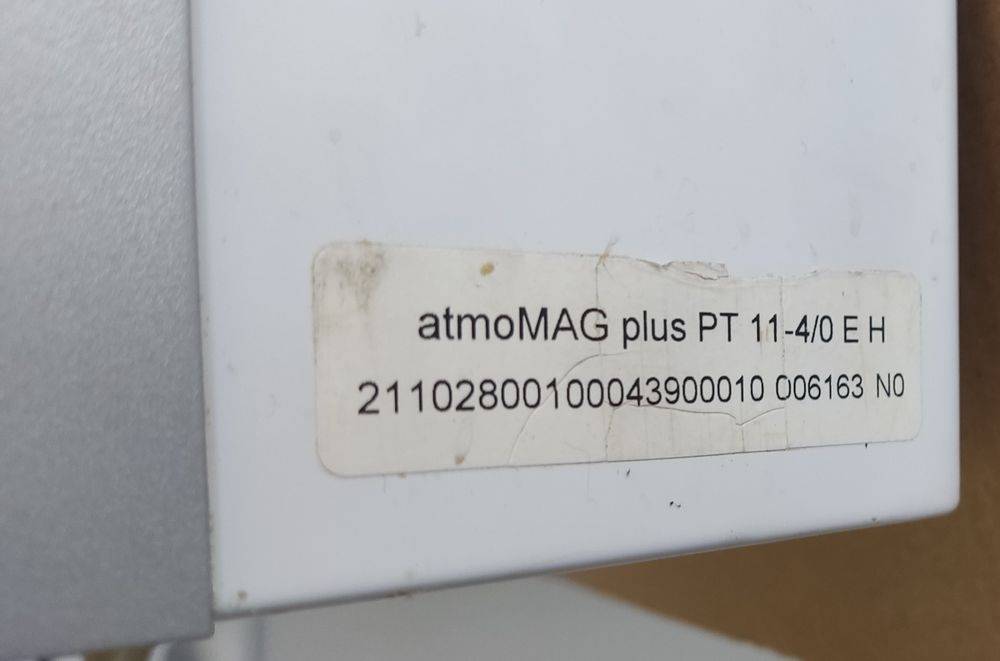 atmoMAG plus PT 11-4/0 E H
21102800100043900010 006163 N0